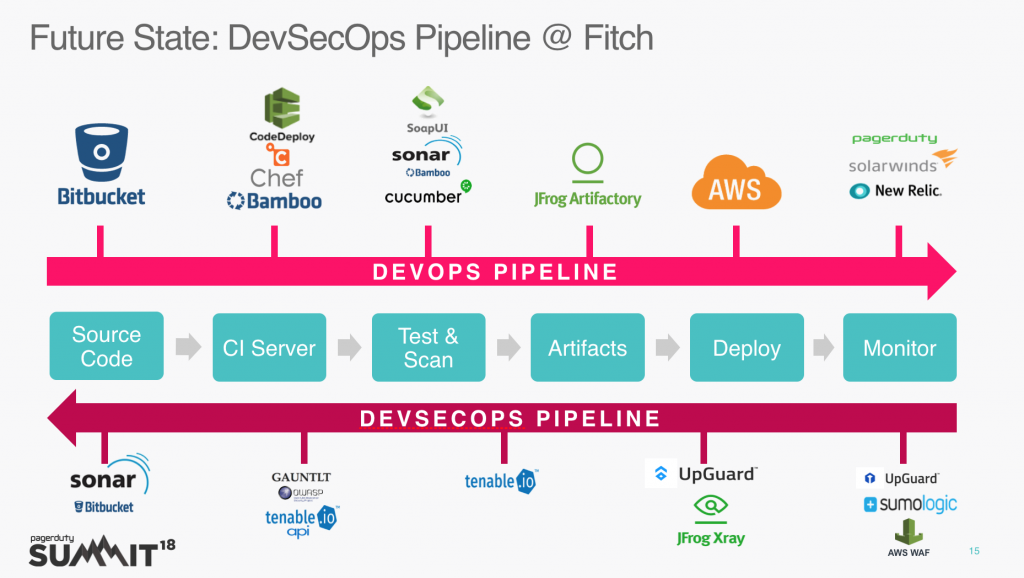 Future State: DevSecOps Pipeline @ Fitch
Bitbucket
CodeDeploy
Chef
Bamboo
SoapUI
sonar
Bamboo
cucumber
JFrog Artifactory
AWS
pagerduty
solarwinds
New Relic.
DEVOPS PIPELINE
Source
Code
CI Server
Test &
Scan
Artifacts
Deploy
Monitor
DEVSECOPS PIPELINE
sonar
Bitbucket
GAUNTLT
OWASP
tenable.io
api
tenable.io
UpGuard
JFrog Xray
UpGuard
sumologic
AWS WAF
pagerduty
SUMMIT18
15